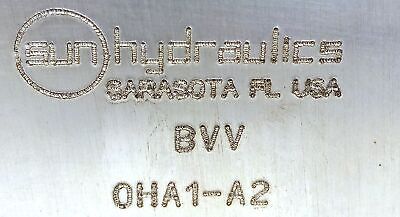 sun hydraulics
SARASOTA FL USA
BVV
OHA1-A2